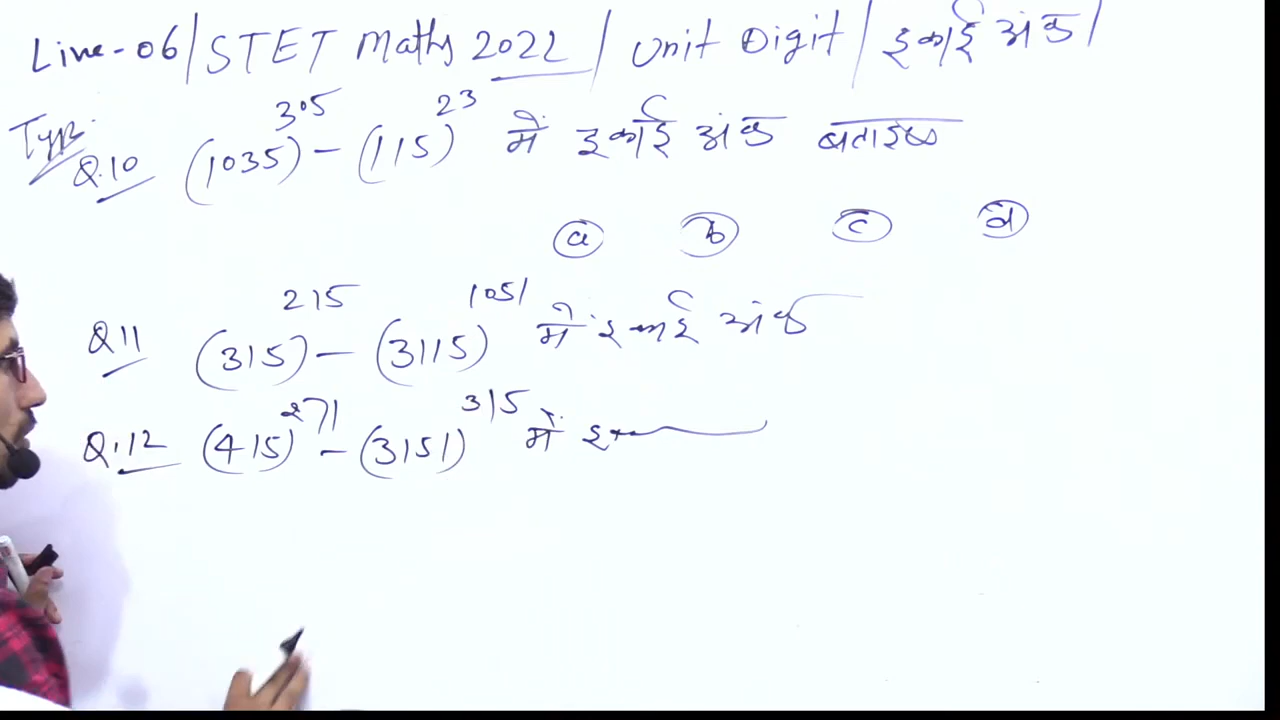 Live-06/STET Maths 2022/Unit Digit/इकाई अंक/
Type
Q.10 (1035)^305 - (115)^23 में इकाई अंक बताइए
(a) (b) (c) (d)
Q11 (315)^215 - (3115)^1051 में इकाई अंक
Q.12 (415)^271 - (3151)^315 में इ